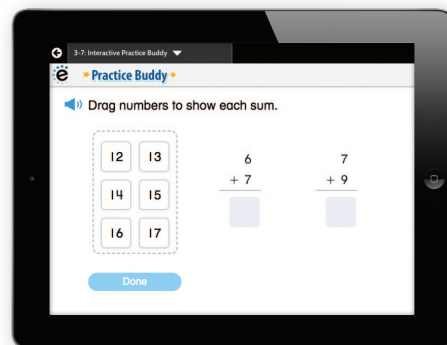 3-7: Interactive Practice Buddy
Practice Buddy
Drag numbers to show each sum.
12 13
14 15
16 17
6
+ 7
7
+ 9
Done